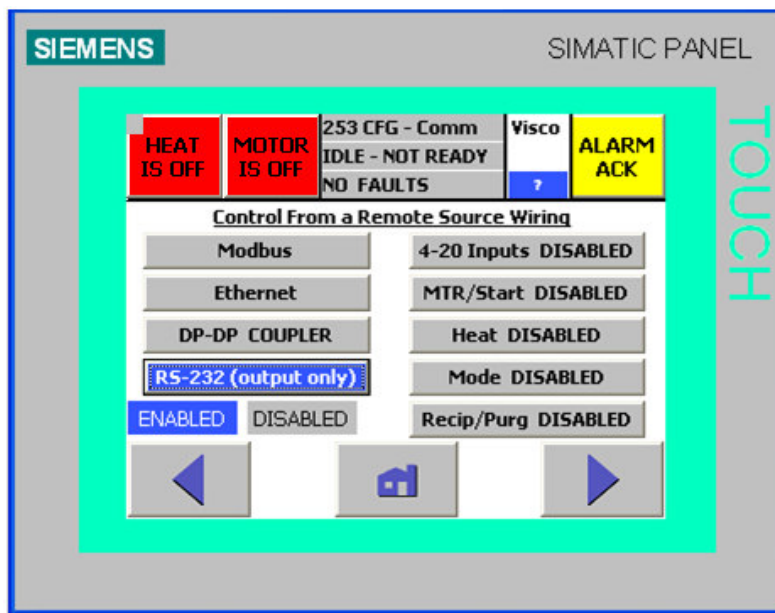 SIEMENS
SIMATIC PANEL
TOUCH
HEAT
IS OFF
MOTOR
IS OFF
253 CFG - Comm
IDLE - NOT READY
NO FAULTS
Visco
?
ALARM
ACK
Control From a Remote Source Wiring
Modbus
4-20 Inputs DISABLED
Ethernet
MTR/Start DISABLED
DP-DP COUPLER
Heat DISABLED
RS-232 (output only)
Mode DISABLED
ENABLED DISABLED
Recip/Purg DISABLED